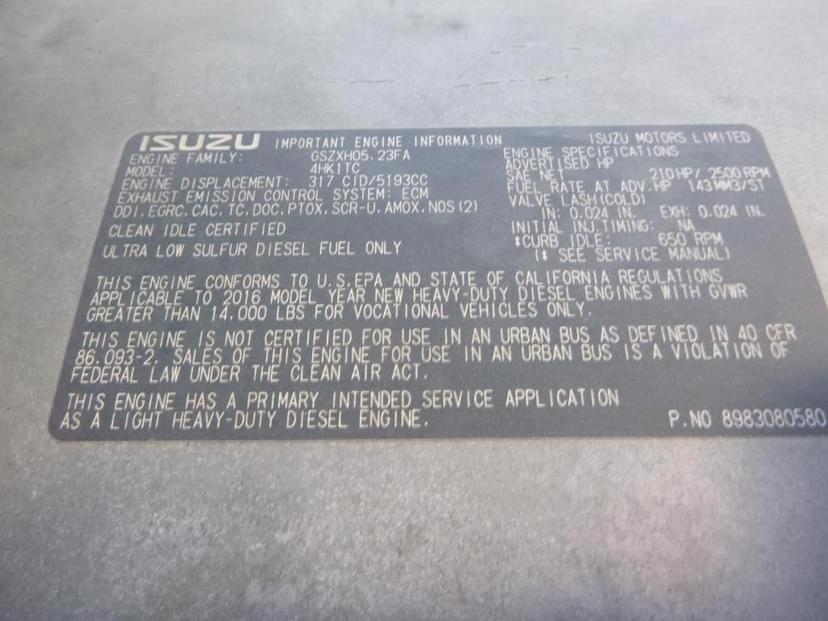 ISUZU IMPORTANT ENGINE INFORMATION ISUZU MOTORS LIMITED
ENGINE FAMILY: GSZXH05.23FA
MODEL: 4HK1TC
ENGINE DISPLACEMENT: 317 CID/5193CC
EXHAUST EMISSION CONTROL SYSTEM: ECM
DDI, EGRC, CAC, TC, DOC, PTOX, SCR-U, AMOX, NOS (2)
CLEAN IDLE CERTIFIED
ULTRA LOW SULFUR DIESEL FUEL ONLY
ENGINE SPECIFICATIONS
ADVERTISED HP
SAE NET 210HP/2500RPM
FUEL RATE AT ADV.HP 143MM3/ST
VALVE LASH(COLD)
IN: 0.024 IN. EXH: 0.024 IN.
INITIAL INJ.TIMING: NA
*CURB IDLE: 650 RPM
(* SEE SERVICE MANUAL)
THIS ENGINE CONFORMS TO U.S.EPA AND STATE OF CALIFORNIA REGULATIONS
APPLICABLE TO 2016 MODEL YEAR NEW HEAVY-DUTY DIESEL ENGINES WITH GVWR
GREATER THAN 14,000 LBS FOR VOCATIONAL VEHICLES ONLY.
THIS ENGINE IS NOT CERTIFIED FOR USE IN AN URBAN BUS AS DEFINED IN 40 CFR
86.093-2. SALES OF THIS ENGINE FOR USE IN AN URBAN BUS IS A VIOLATION OF
FEDERAL LAW UNDER THE CLEAN AIR ACT.
THIS ENGINE HAS A PRIMARY INTENDED SERVICE APPLICATION
AS A LIGHT HEAVY-DUTY DIESEL ENGINE.
P.NO 8983080580